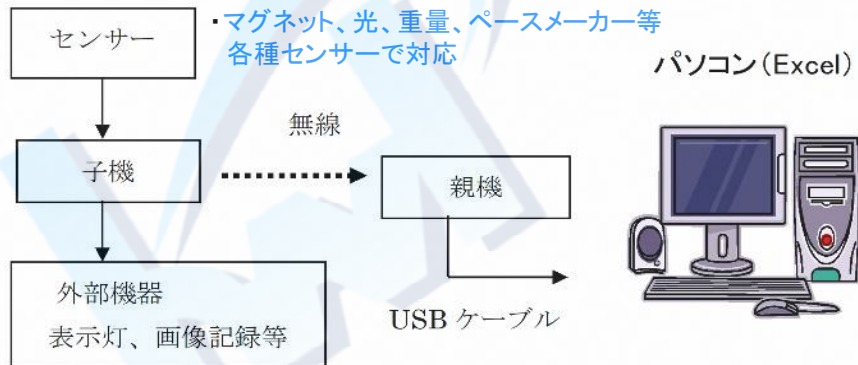 センサー
・マグネット、光、重量、ペースメーカー等
各種センサーで対応
パソコン(Excel)
無線
子機
親機
外部機器
表示灯、画像記録等
USB ケーブル